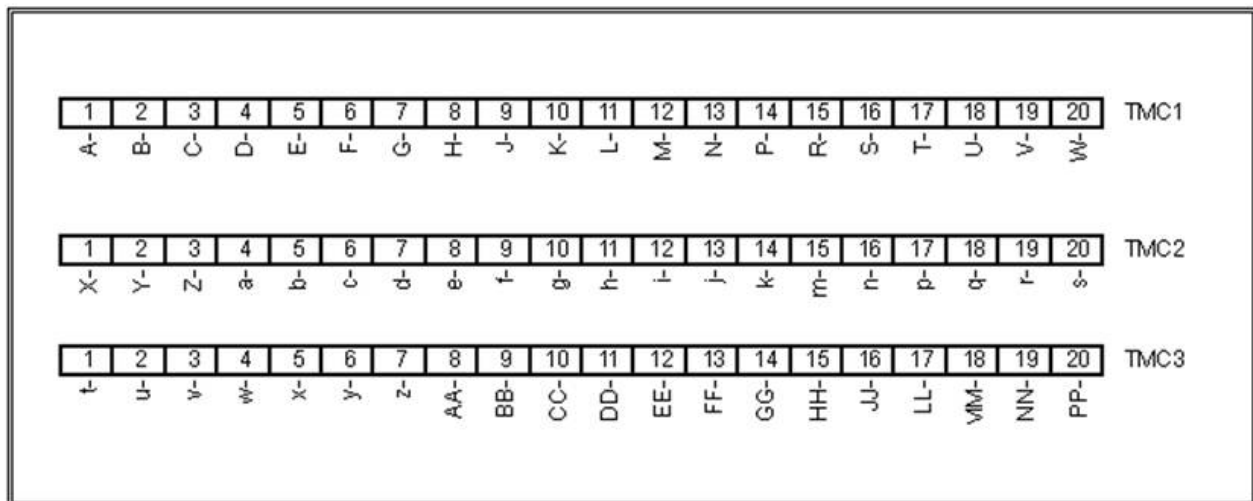 1 2 3 4 5 6 7 8 9 10 11 12 13 14 15 16 17 18 19 20 TMC1
A- B- C- D- E- F- G- H- J- K- L- M- N- P- R- S- T- U- V- W-
1 2 3 4 5 6 7 8 9 10 11 12 13 14 15 16 17 18 19 20 TMC2
X- Y- Z- a- b- c- d- e- f- g- h- i- j- k- m- n- p- q- r- s-
1 2 3 4 5 6 7 8 9 10 11 12 13 14 15 16 17 18 19 20 TMC3
t- u- v- w- x- y- z- AA- BB- CC- DD- EE- FF- GG- HH- JJ- LL- MM- NN- PP-